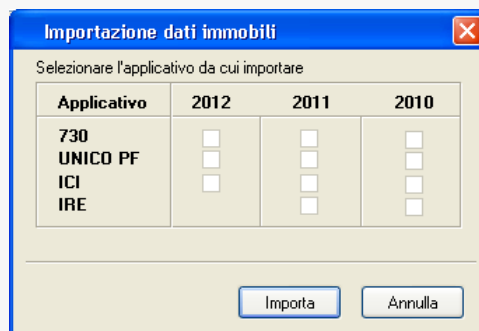 Importazione dati immobili
Selezionare l'applicativo da cui importare
Applicativo 2012 2011 2010
730
UNICO PF
ICI
IRE
Importa Annulla